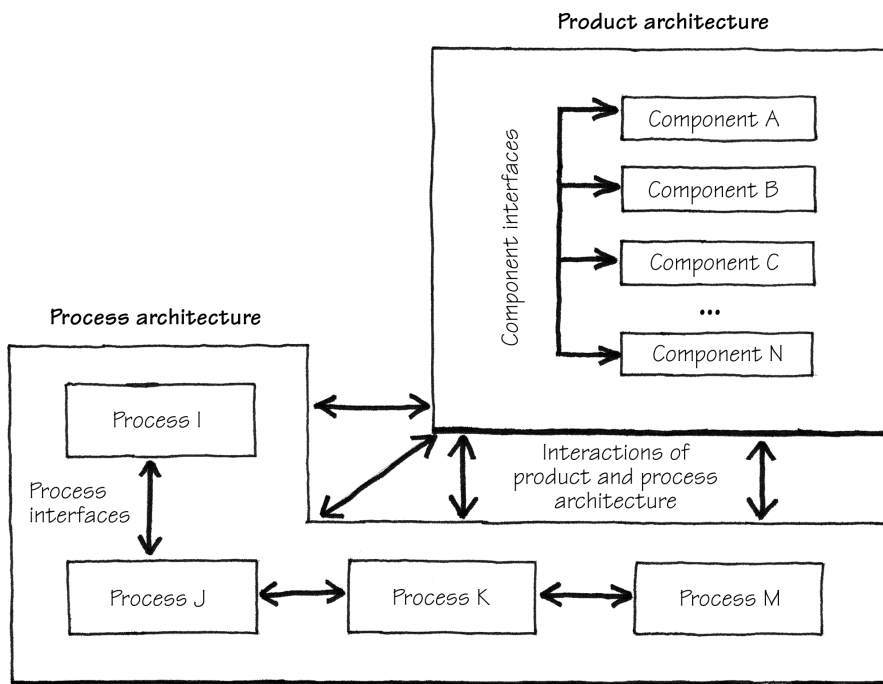 Product architecture
Component interfaces
Component A
Component B
Component C
...
Component N
Process architecture
Process I
Process
interfaces
Interactions of
product and process
architecture
Process J
Process K
Process M